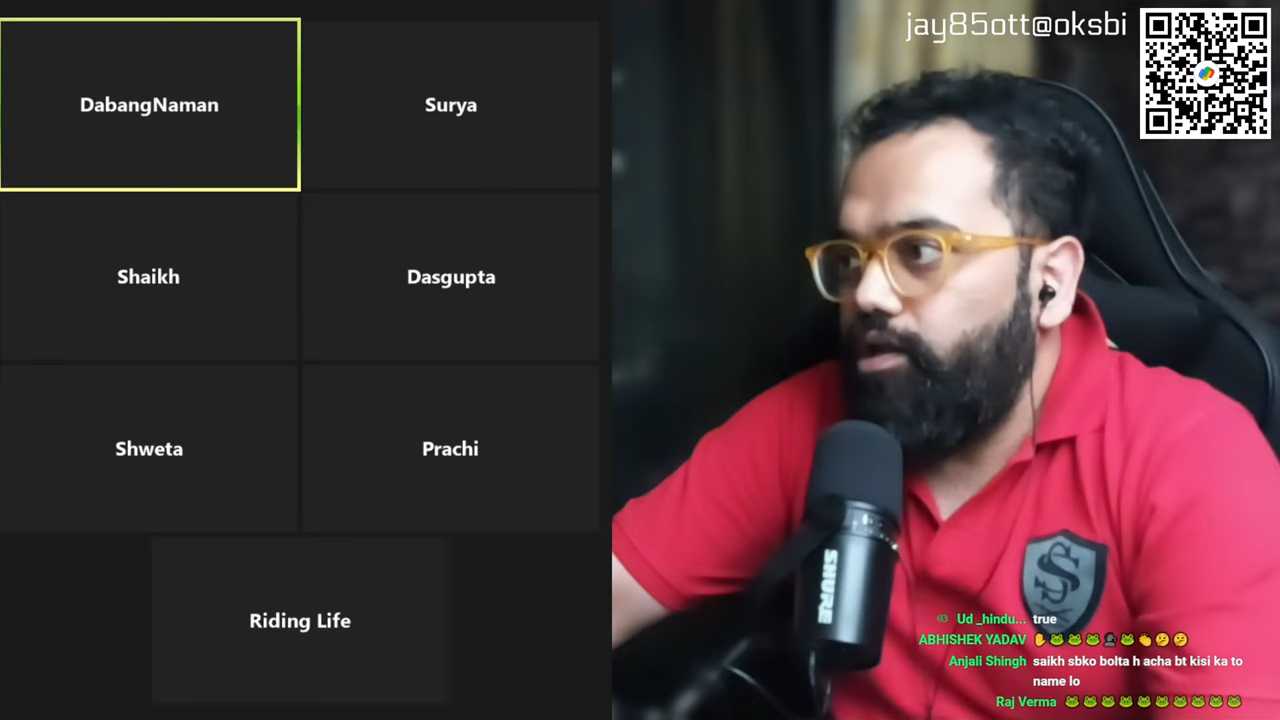 jay85ott@oksbi
DabangNaman
Surya
Shaikh
Dasgupta
Shweta
Prachi
Riding Life
SHURE
Ud _hindu... true
ABHISHEK YADAV ✋🐸🐸🐸🗣🐸👏🫤🫤
Anjali Shingh saikh sbko bolta h acha bt kisi ka to
name lo
Raj Verma 🐸🐸🐸🐸🐸🐸🐸🐸🐸🐸